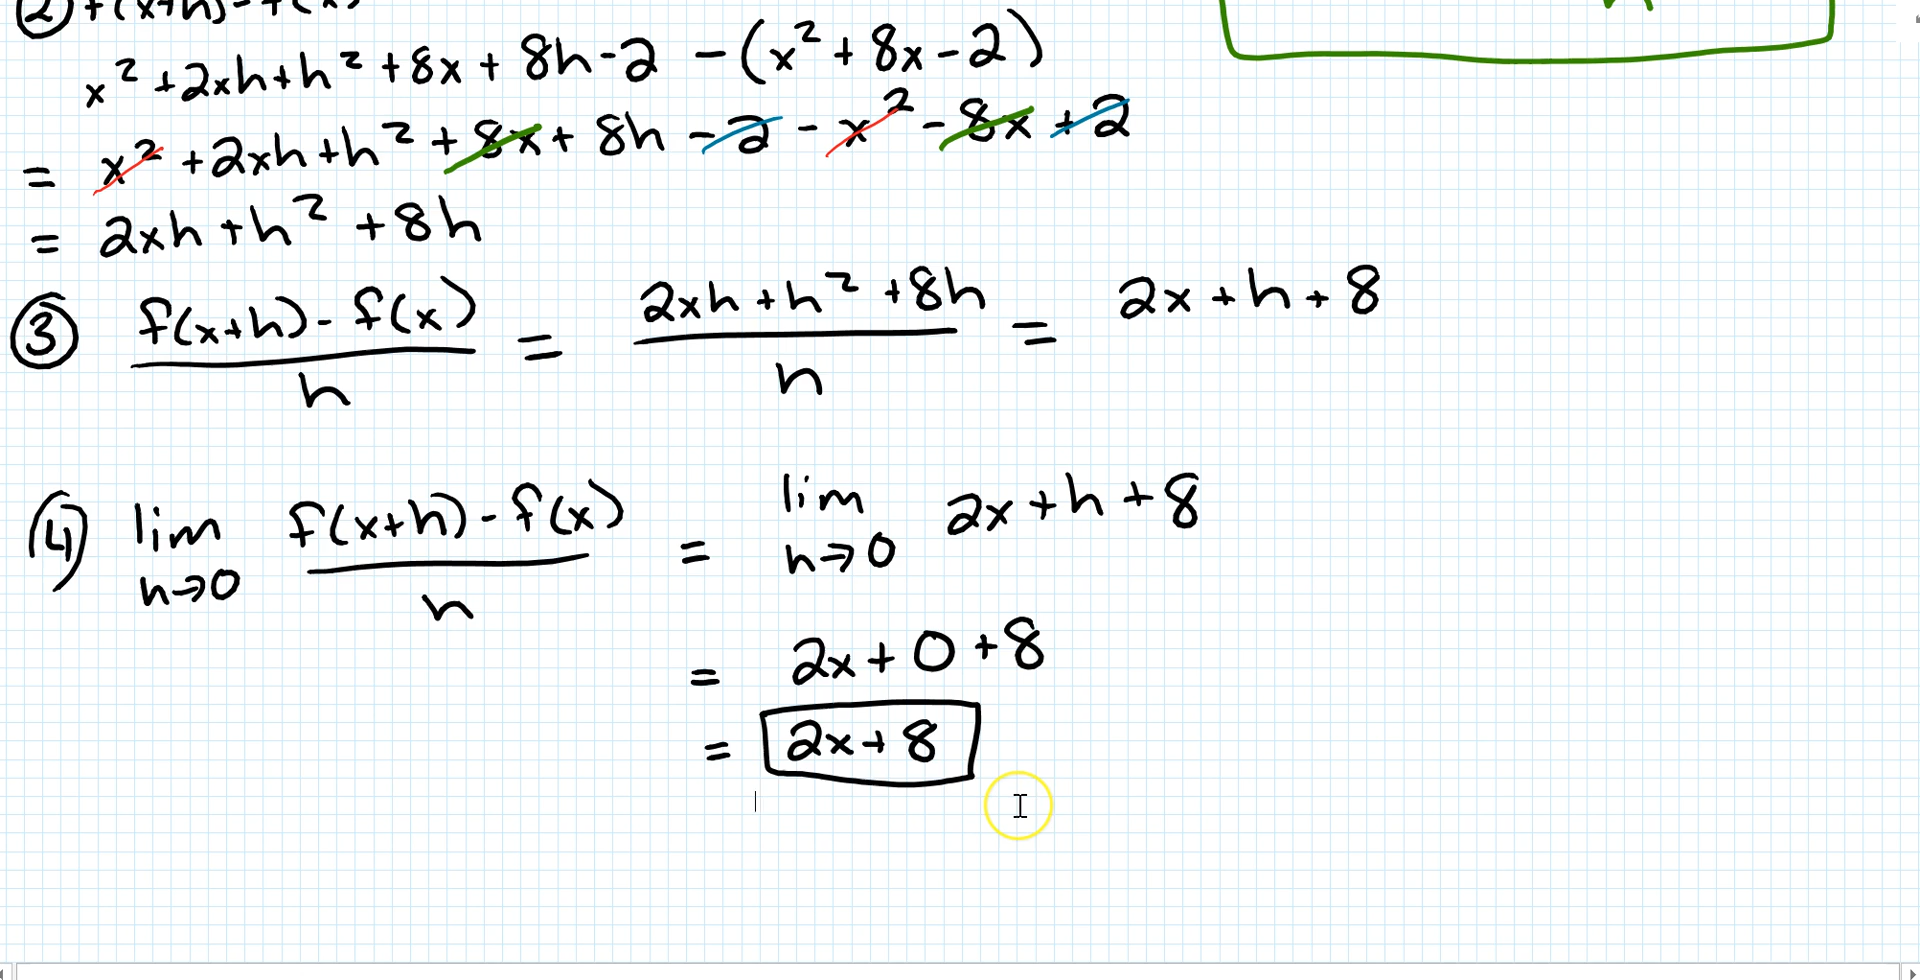 ② f(x+h)-f(x)
x² +2xh+h² +8x + 8h-2 -(x² + 8x -2)
= x² +2xh+h² + 8x + 8h -2 - x² - 8x + 2
= 2xh +h² +8h
③ f(x+h)- f(x) / h = 2xh+h² +8h / h = 2x +h + 8
④ lim h→0 f(x+h)-f(x) / h = lim h→0 2x+h+8
= 2x+ 0 +8
= 2x+ 8